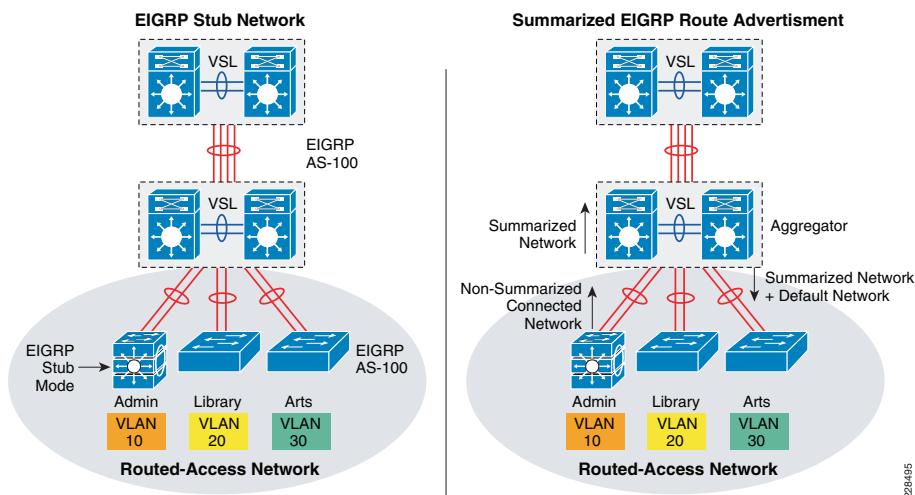 EIGRP Stub Network
VSL
EIGRP
AS-100
VSL
EIGRP
Stub
Mode
EIGRP
AS-100
Admin
Library
Arts
VLAN
10
VLAN
20
VLAN
30
Routed-Access Network
Summarized EIGRP Route Advertisment
VSL
Summarized
Network
VSL
Aggregator
Non-Summarized
Connected
Network
Summarized Network
+ Default Network
Admin
Library
Arts
VLAN
10
VLAN
20
VLAN
30
Routed-Access Network
228495